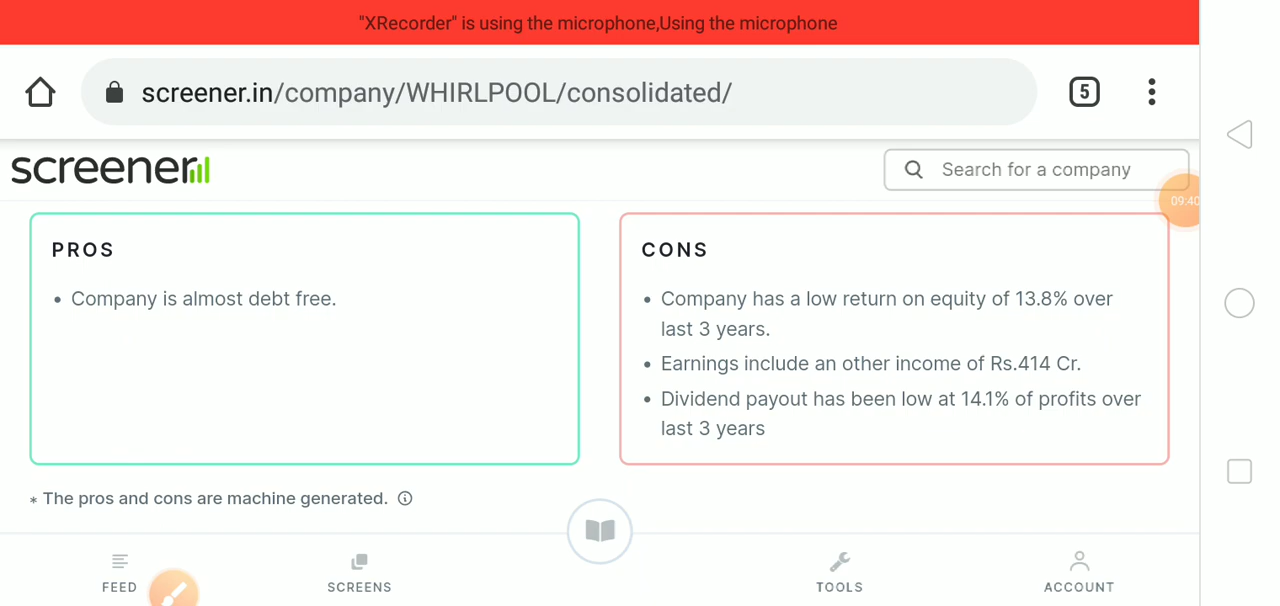 "XRecorder" is using the microphone,Using the microphone
screener.in/company/WHIRLPOOL/consolidated/
5
screener
Search for a company
09:40
PROS
• Company is almost debt free.
CONS
• Company has a low return on equity of 13.8% over
last 3 years.
• Earnings include an other income of Rs.414 Cr.
• Dividend payout has been low at 14.1% of profits over
last 3 years
* The pros and cons are machine generated.
FEED
SCREENS
TOOLS
ACCOUNT